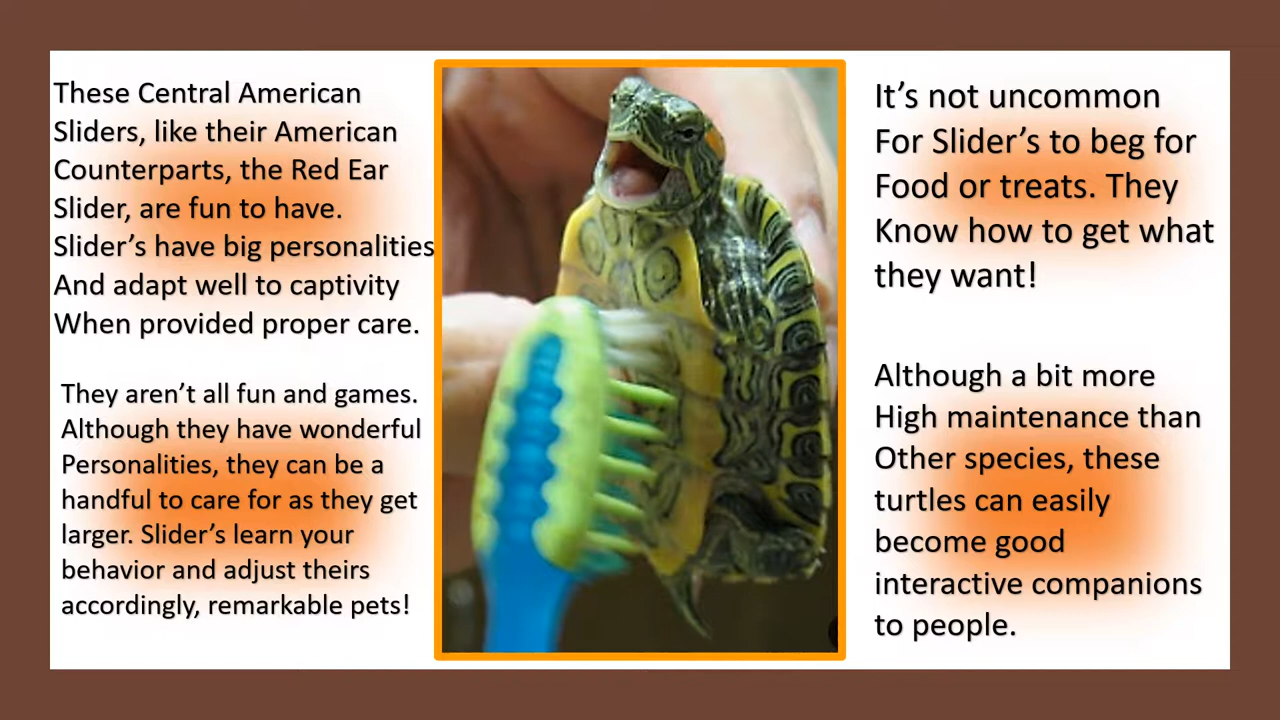 These Central American
Sliders, like their American
Counterparts, the Red Ear
Slider, are fun to have.
Slider’s have big personalities
And adapt well to captivity
When provided proper care.
They aren’t all fun and games.
Although they have wonderful
Personalities, they can be a
handful to care for as they get
larger. Slider’s learn your
behavior and adjust theirs
accordingly, remarkable pets!
It’s not uncommon
For Slider’s to beg for
Food or treats. They
Know how to get what
they want!
Although a bit more
High maintenance than
Other species, these
turtles can easily
become good
interactive companions
to people.